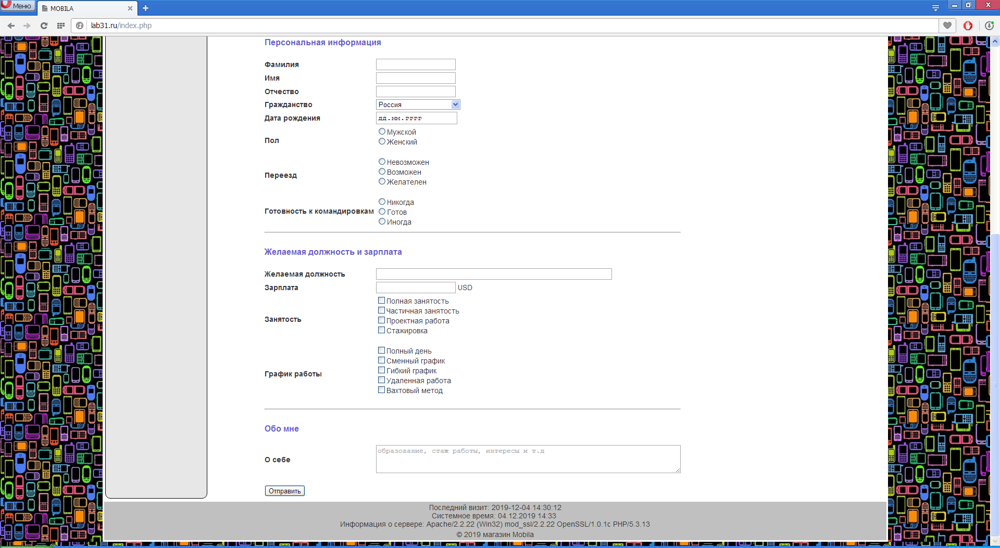 Меню
MOBILA
lab31.ru/index.php
Персональная информация
Фамилия
Имя
Отчество
Гражданство Россия
Дата рождения дд.мм.гггг
Пол
Мужской
Женский
Переезд
Невозможен
Возможен
Желателен
Готовность к командировкам
Никогда
Готов
Иногда
Желаемая должность и зарплата
Желаемая должность
Зарплата USD
Занятость
Полная занятость
Частичная занятость
Проектная работа
Стажировка
График работы
Полный день
Сменный график
Гибкий график
Удаленная работа
Вахтовый метод
Обо мне
О себе
образование, стаж работы, интересы и т.д
Отправить
Последний визит: 2019-12-04 14:30:12
Системное время: 04.12.2019 14:33
Информация о сервере: Apache/2.2.22 (Win32) mod_ssl/2.2.22 OpenSSL/1.0.1c PHP/5.3.13
© 2019 магазин Mobila